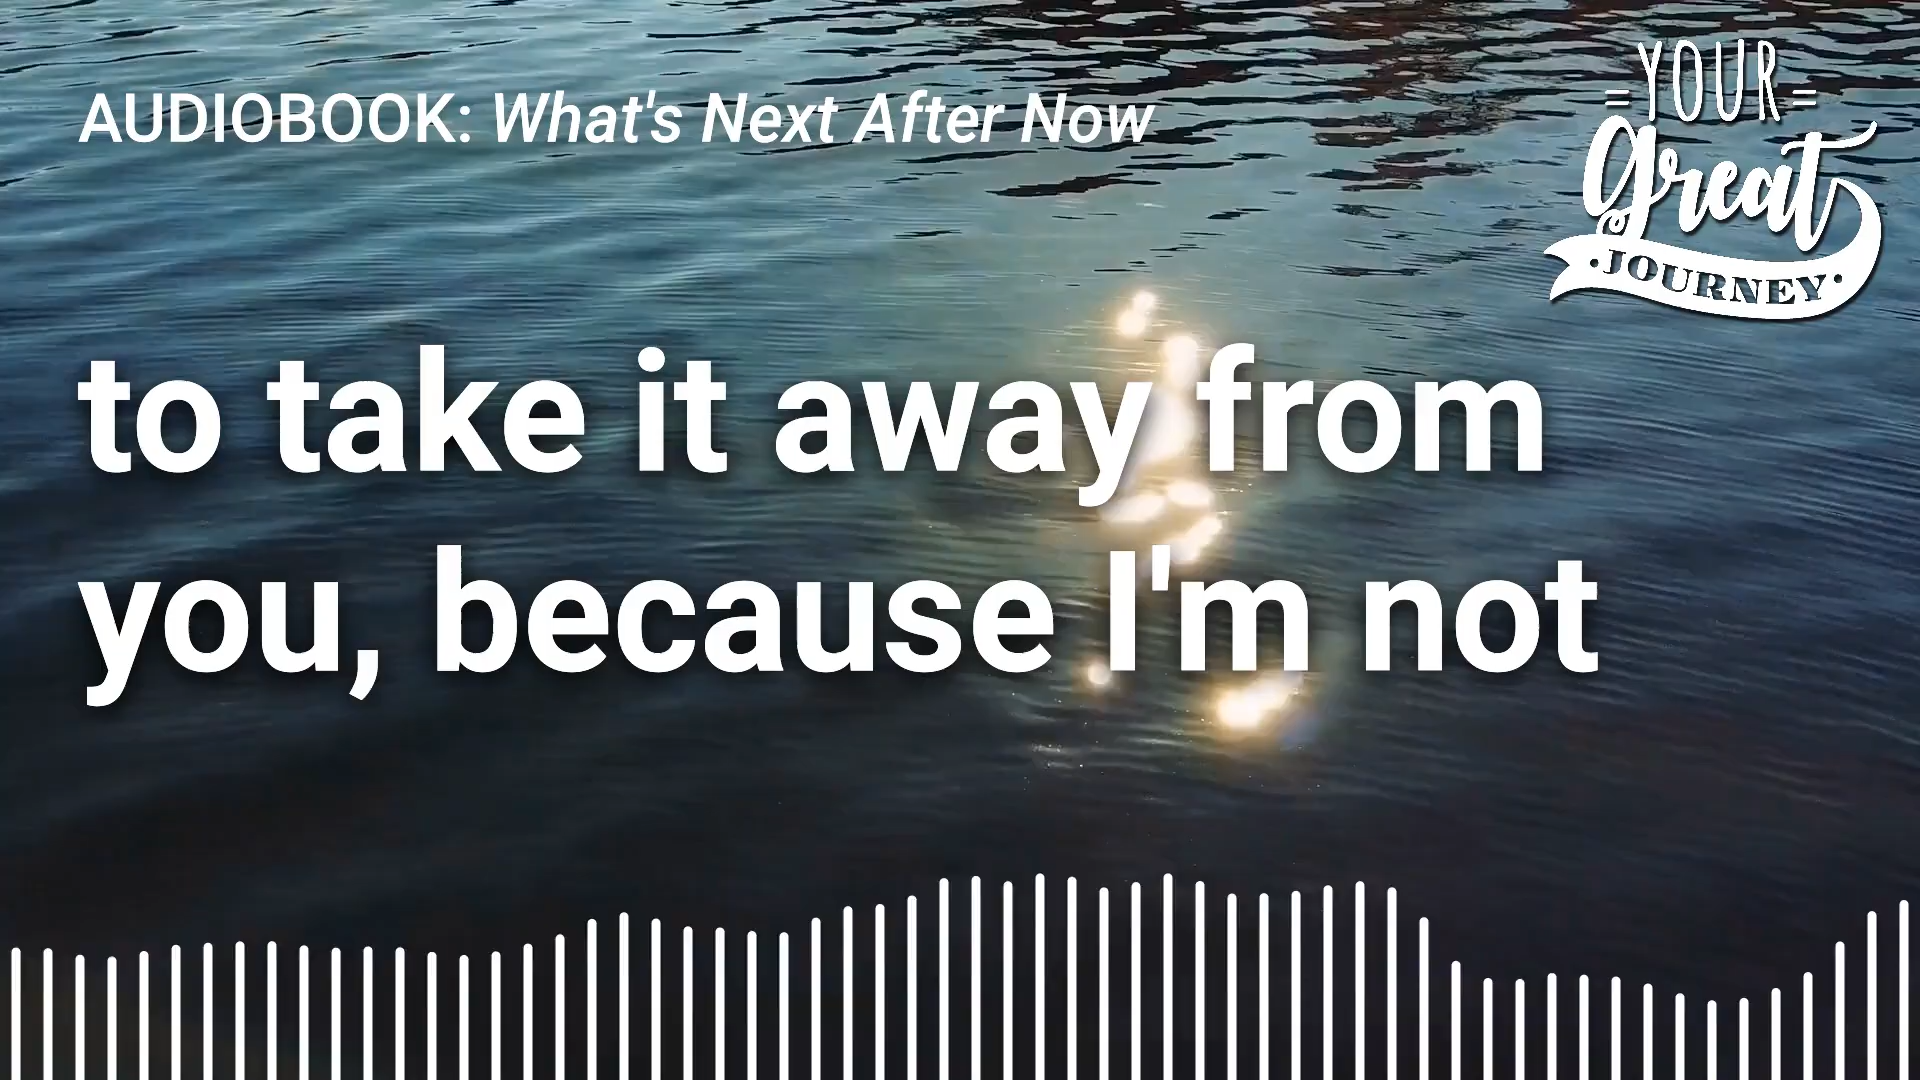 AUDIOBOOK: What's Next After Now
YOUR
Great
JOURNEY
to take it away from
you, because I'm not